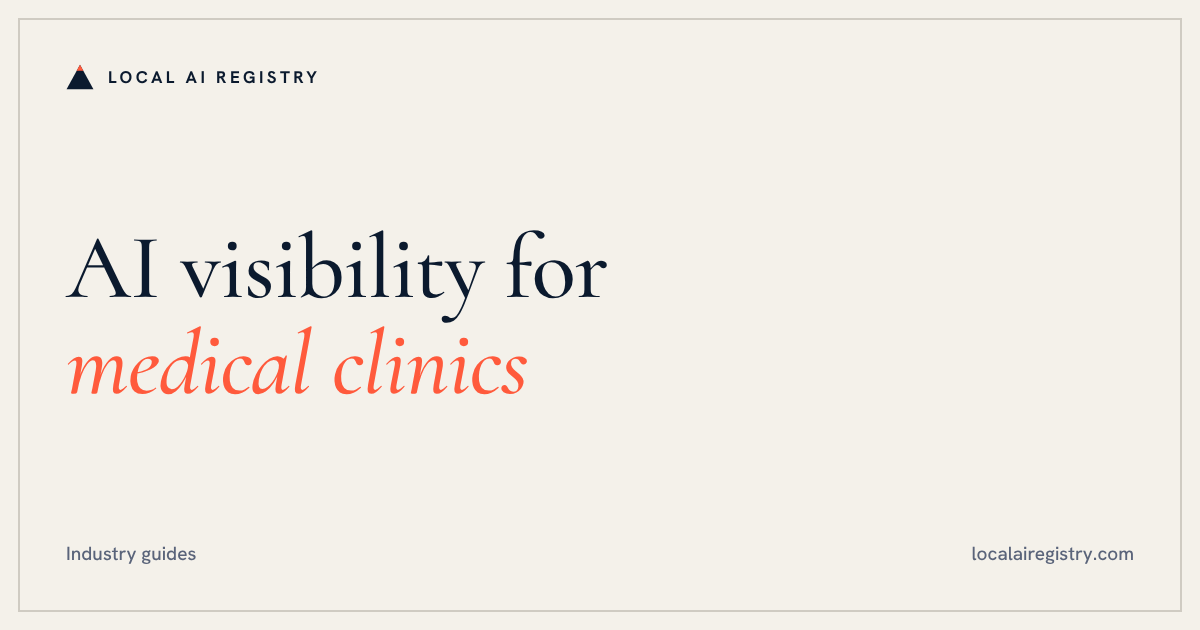 LOCAL AI REGISTRY
AI visibility for
medical clinics
Industry guides
localairegistry.com